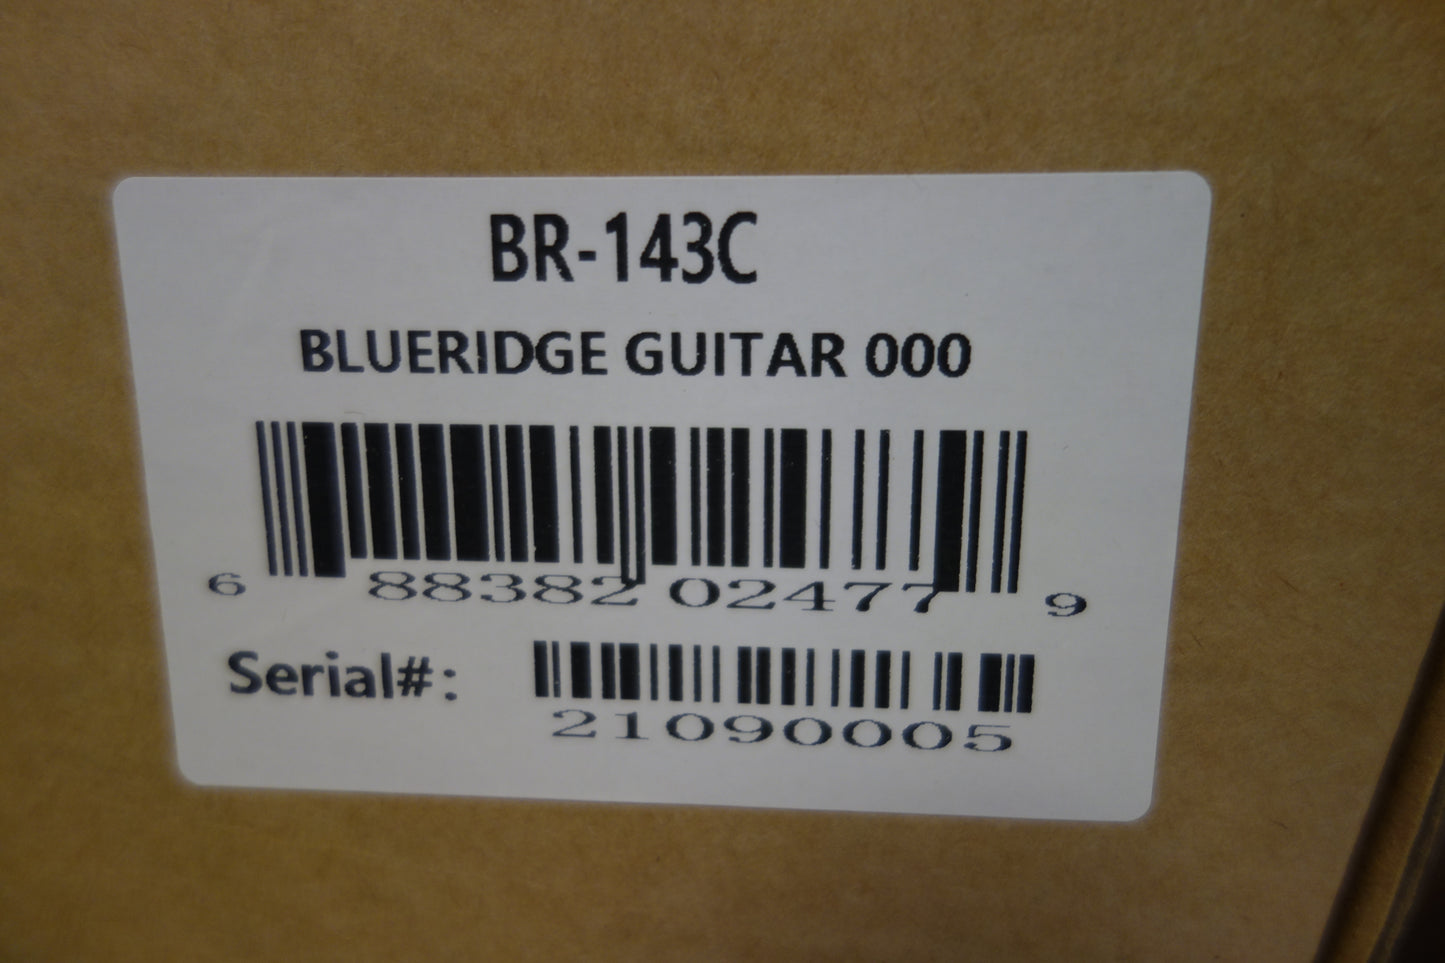 BR-143C
BLUERIDGE GUITAR 000
6 88382 02477 9
Serial#:
21090005